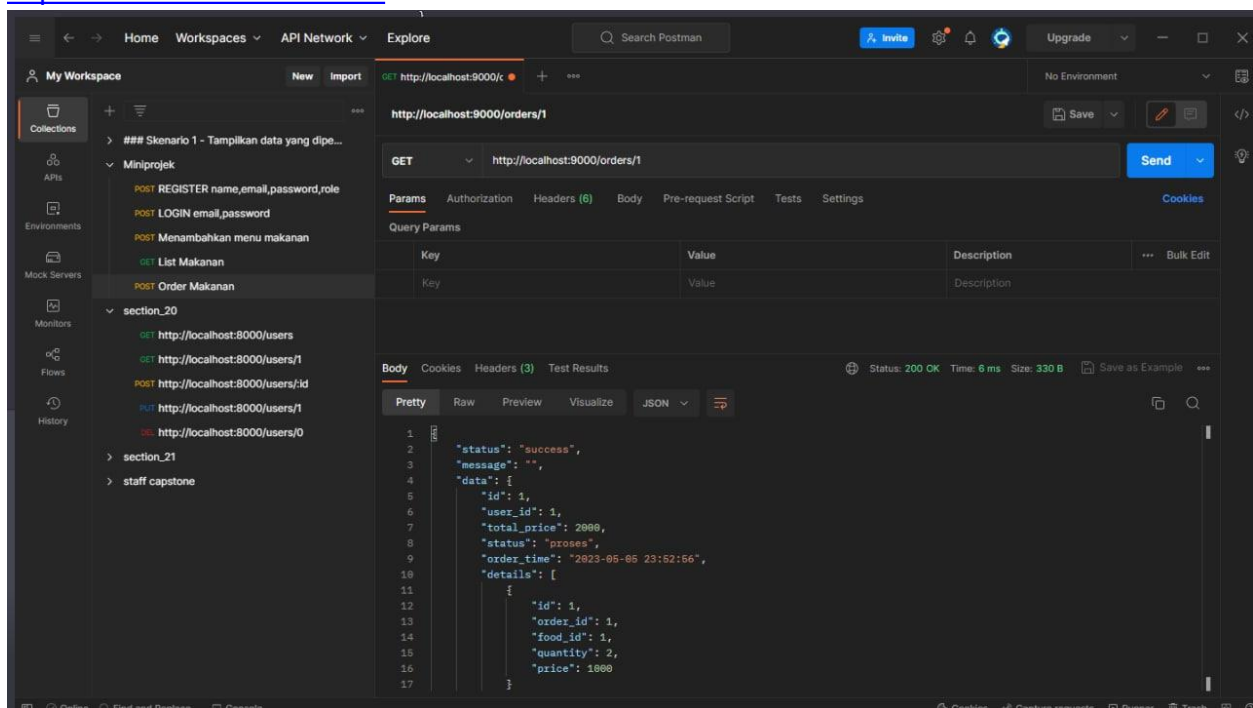 Home Workspaces API Network Explore Search Postman Invite Upgrade
My Workspace New Import GET http://localhost:9000/c No Environment
http://localhost:9000/orders/1 Save
Collections
APIs
Environments
Mock Servers
Monitors
Flows
History
### Skenario 1 - Tampilkan data yang dipe...
Miniprojek
POST REGISTER name,email,password,role
POST LOGIN email,password
POST Menambahkan menu makanan
GET List Makanan
POST Order Makanan
section_20
GET http://localhost:8000/users
GET http://localhost:8000/users/1
POST http://localhost:8000/users/:id
PUT http://localhost:8000/users/1
DEL http://localhost:8000/users/0
section_21
staff capstone
GET http://localhost:9000/orders/1 Send
Params Authorization Headers (6) Body Pre-request Script Tests Settings Cookies
Query Params
Key Value Description Bulk Edit
Key Value Description
Body Cookies Headers (3) Test Results Status: 200 OK Time: 6 ms Size: 330 B Save as Example
Pretty Raw Preview Visualize JSON
1 {
2 "status": "success",
3 "message": "",
4 "data": {
5 "id": 1,
6 "user_id": 1,
7 "total_price": 2000,
8 "status": "proses",
9 "order_time": "2023-05-05 23:52:56",
10 "details": [
11 {
12 "id": 1,
13 "order_id": 1,
14 "food_id": 1,
15 "quantity": 2,
16 "price": 1000
17 }
Online Find and Replace Console Cookies Capture requests Runner Trash